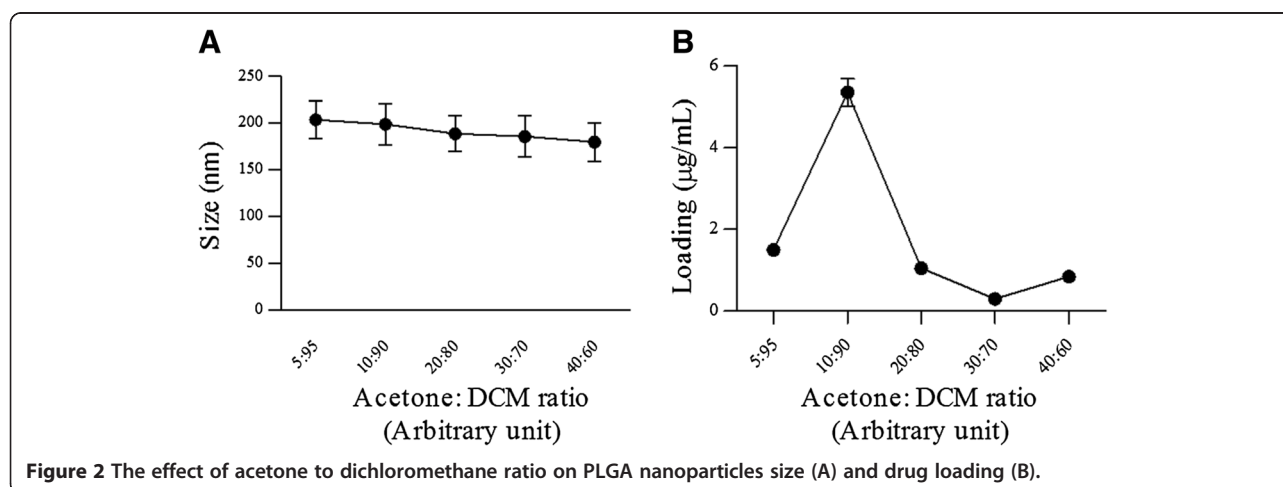 A
250
200
150
100
50
0
Size (nm)
5:95
10:90
20:80
30:70
40:60
Acetone: DCM ratio
(Arbitrary unit)
B
6
4
2
0
Loading (µg/mL)
5:95
10:90
20:80
30:70
40:60
Acetone: DCM ratio
(Arbitrary unit)
Figure 2 The effect of acetone to dichloromethane ratio on PLGA nanoparticles size (A) and drug loading (B).